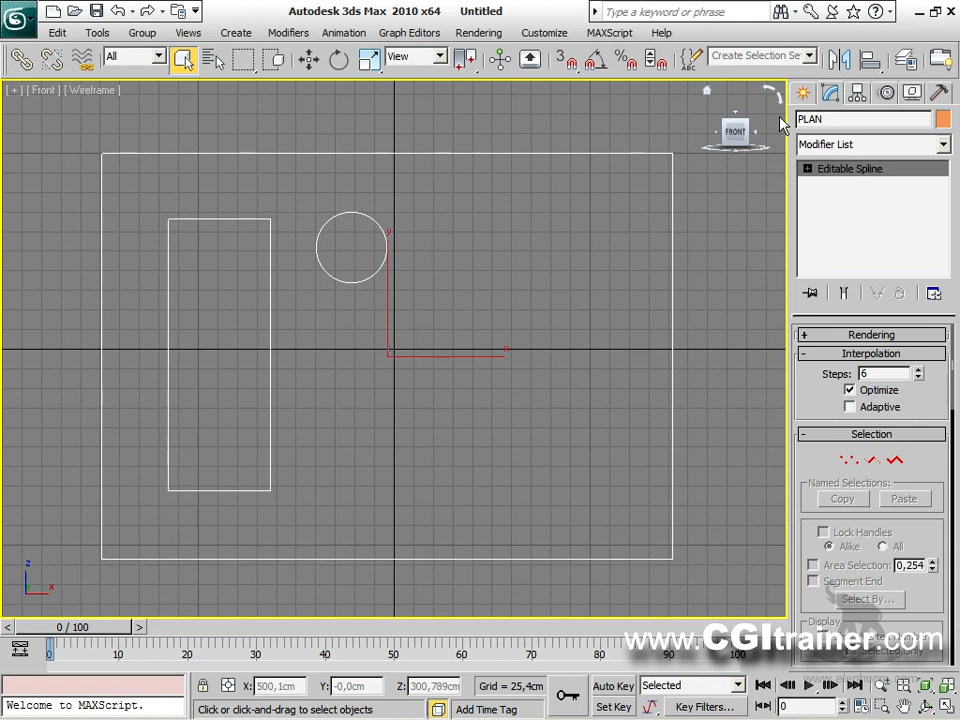 Autodesk 3ds Max 2010 x64 Untitled
Type a keyword or phrase
Edit Tools Group Views Create Modifiers Animation Graph Editors Rendering Customize MAXScript Help
All
View
3
Create Selection Se
[ + ] [ Front ] [ Wireframe ]
FRONT
PLAN
Modifier List
Editable Spline
y
x
+ Rendering
- Interpolation
Steps: 6
Optimize
Adaptive
- Selection
Named Selections:
Copy Paste
Lock Handles
Alike All
Area Selection: 0,254
Segment End
Select By...
Display
z
x
< 0 / 100 >
www.CGItrainer.com
0 10 20 30 40 50 60 70 80 90 100
X: 500,1cm Y: -0,0cm Z: 300,789cm Grid = 25,4cm
Auto Key Selected
Welcome to MAXScript.
Click or click-and-drag to select objects
Add Time Tag
Set Key Key Filters...
0